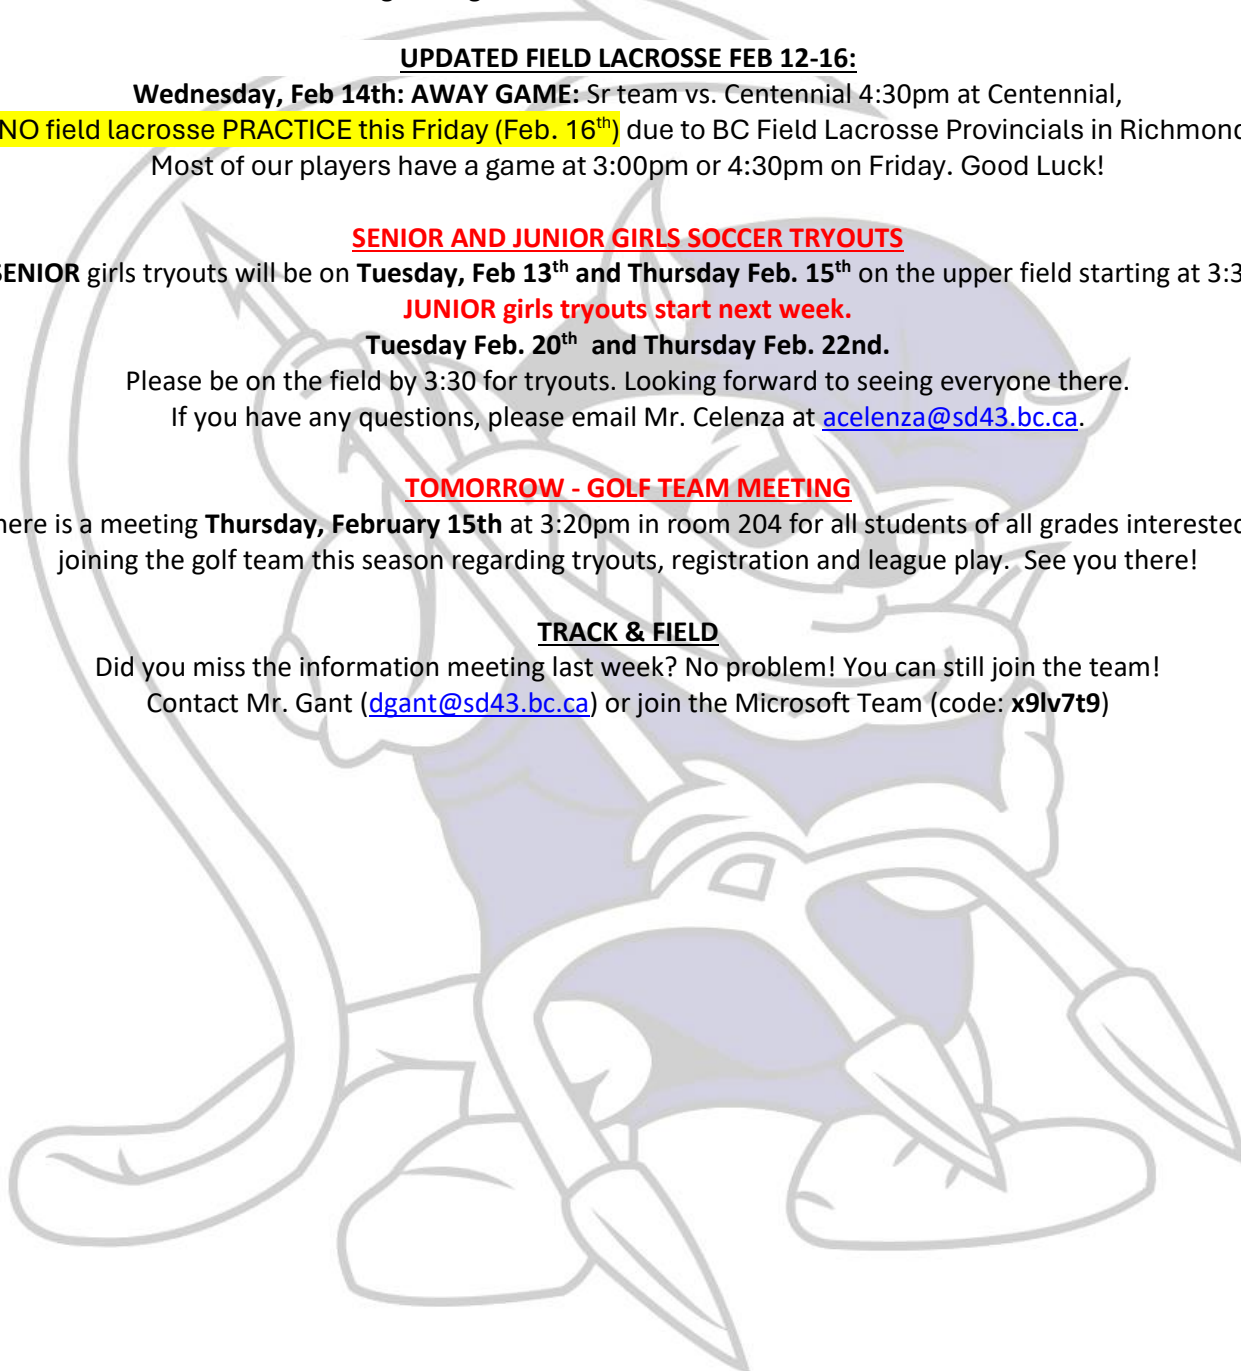 UPDATED FIELD LACROSSE FEB 12-16:
Wednesday, Feb 14th: AWAY GAME: Sr team vs. Centennial 4:30pm at Centennial,
NO field lacrosse PRACTICE this Friday (Feb. 16th) due to BC Field Lacrosse Provincials in Richmond
Most of our players have a game at 3:00pm or 4:30pm on Friday. Good Luck!
SENIOR AND JUNIOR GIRLS SOCCER TRYOUTS
SENIOR girls tryouts will be on Tuesday, Feb 13th and Thursday Feb. 15th on the upper field starting at 3:3
JUNIOR girls tryouts start next week.
Tuesday Feb. 20th and Thursday Feb. 22nd.
Please be on the field by 3:30 for tryouts. Looking forward to seeing everyone there.
If you have any questions, please email Mr. Celenza at acelenza@sd43.bc.ca.
TOMORROW - GOLF TEAM MEETING
here is a meeting Thursday, February 15th at 3:20pm in room 204 for all students of all grades interested
joining the golf team this season regarding tryouts, registration and league play. See you there!
TRACK & FIELD
Did you miss the information meeting last week? No problem! You can still join the team!
Contact Mr. Gant (dgant@sd43.bc.ca) or join the Microsoft Team (code: x9lv7t9)